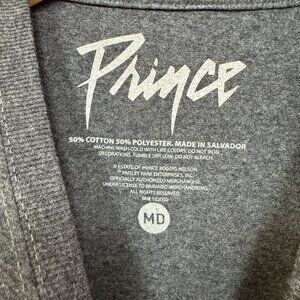 Prince
50% COTTON 50% POLYESTER. MADE IN SALVADOR
MACHINE WASH COLD WITH LIKE COLORS. DO NOT IRON
DECORATIONS. TUMBLE DRY LOW. DO NOT BLEACH.
© ESTATE OF PRINCE ROGERS NELSON
™ PAISLEY PARK ENTERPRISES, INC.
OFFICIALLY AUTHORIZED MERCHANDISE
UNDER LICENSE TO BRAVADO MERCHANDISING.
ALL RIGHTS RESERVED.
MD